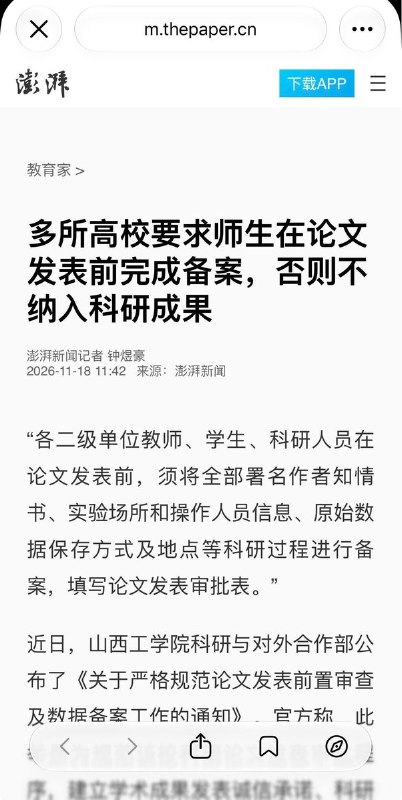 m.thepaper.cn
澎湃
下载APP
教育家 >
多所高校要求师生在论文
发表前完成备案，否则不
纳入科研成果
澎湃新闻记者 钟煜豪
2026-11-18 11:42 来源：澎湃新闻
“各二级单位教师、学生、科研人员在
论文发表前，须将全部署名作者知情
书、实验场所和操作人员信息、原始数
据保存方式及地点等科研过程进行备
案，填写论文发表审批表。”
近日，山西工学院科研与对外合作部公
布了《关于严格规范论文发表前置审查
及数据备案工作的通知》。官方称，此
序，建立学术成果发表诚信承诺、科研